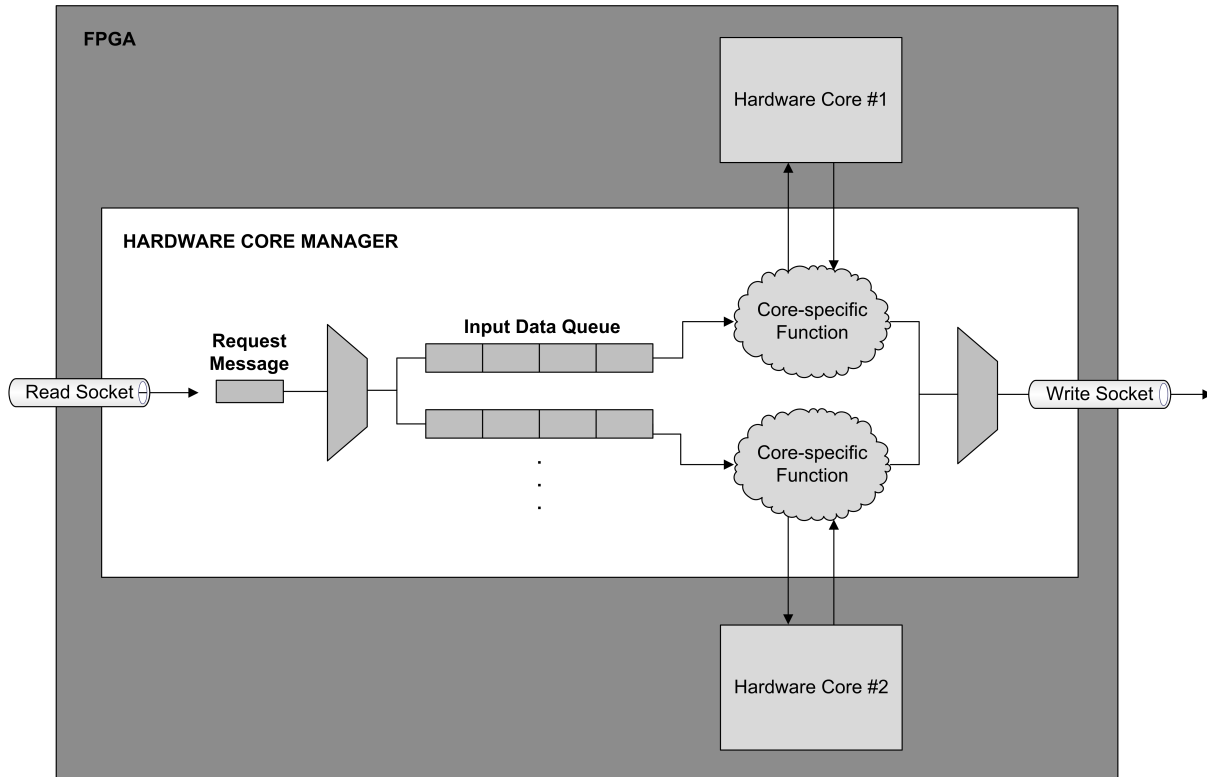 FPGA
Hardware Core #1
HARDWARE CORE MANAGER
Request
Message
Input Data Queue
Core-specific
Function
Read Socket
Write Socket
Core-specific
Function
.
.
.
Hardware Core #2